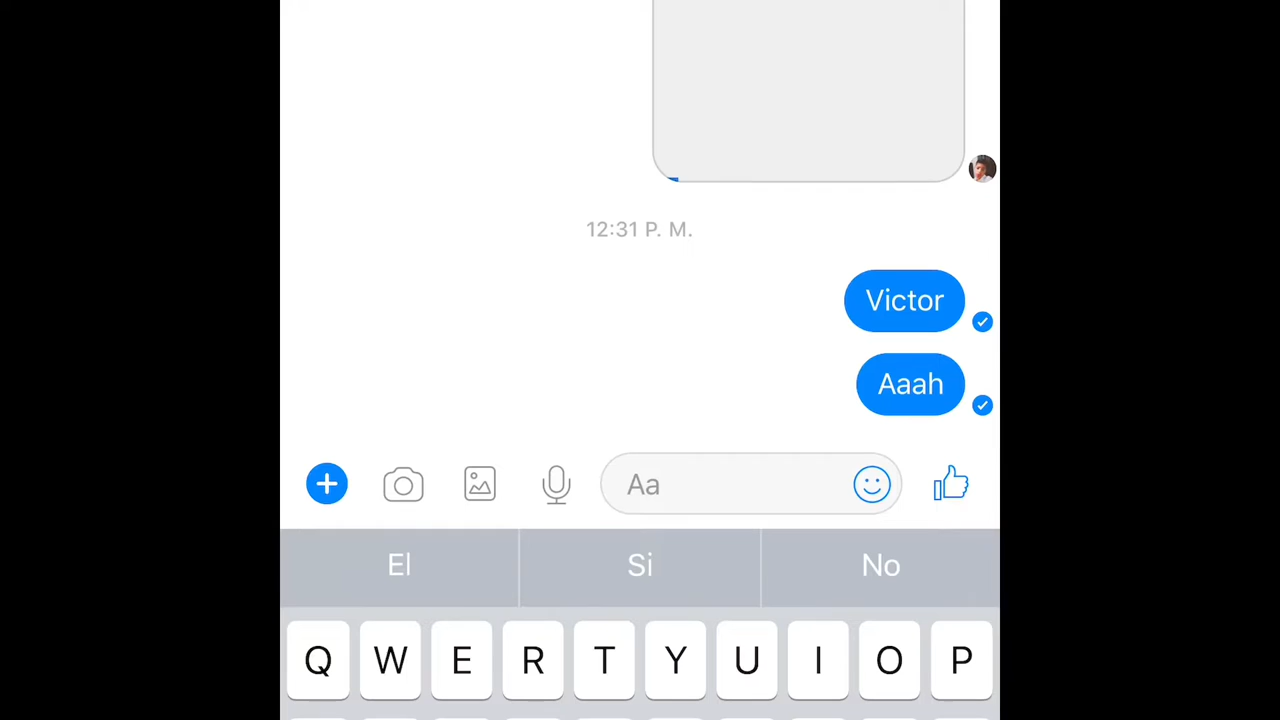 12:31 P. M.
Victor
Aaah
Aa
El Si No
Q W E R T Y U I O P